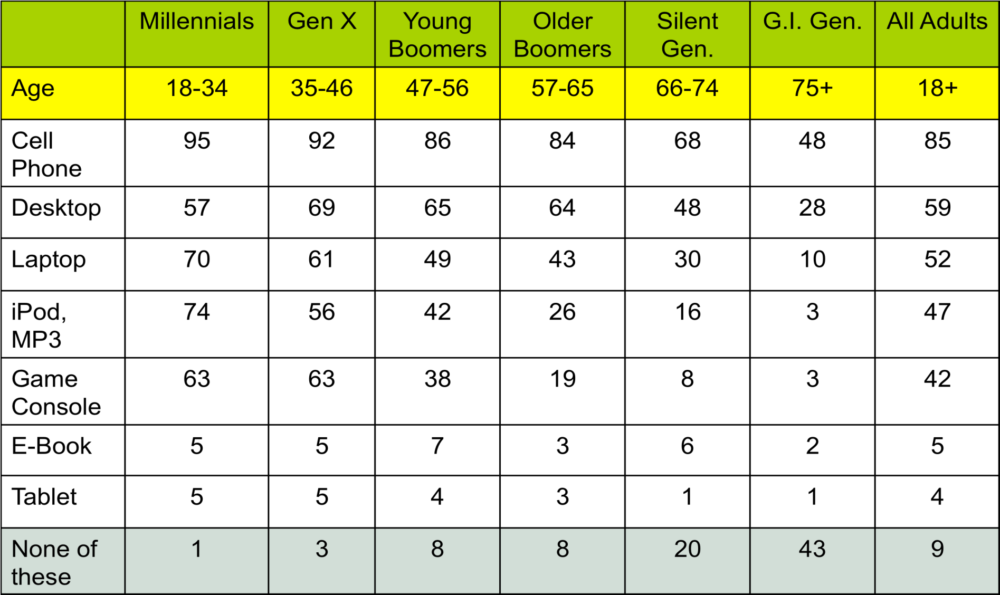 Millennials Gen X Young Boomers Older Boomers Silent Gen. G.I. Gen. All Adults
Age 18-34 35-46 47-56 57-65 66-74 75+ 18+
Cell Phone 95 92 86 84 68 48 85
Desktop 57 69 65 64 48 28 59
Laptop 70 61 49 43 30 10 52
iPod, MP3 74 56 42 26 16 3 47
Game Console 63 63 38 19 8 3 42
E-Book 5 5 7 3 6 2 5
Tablet 5 5 4 3 1 1 4
None of these 1 3 8 8 20 43 9